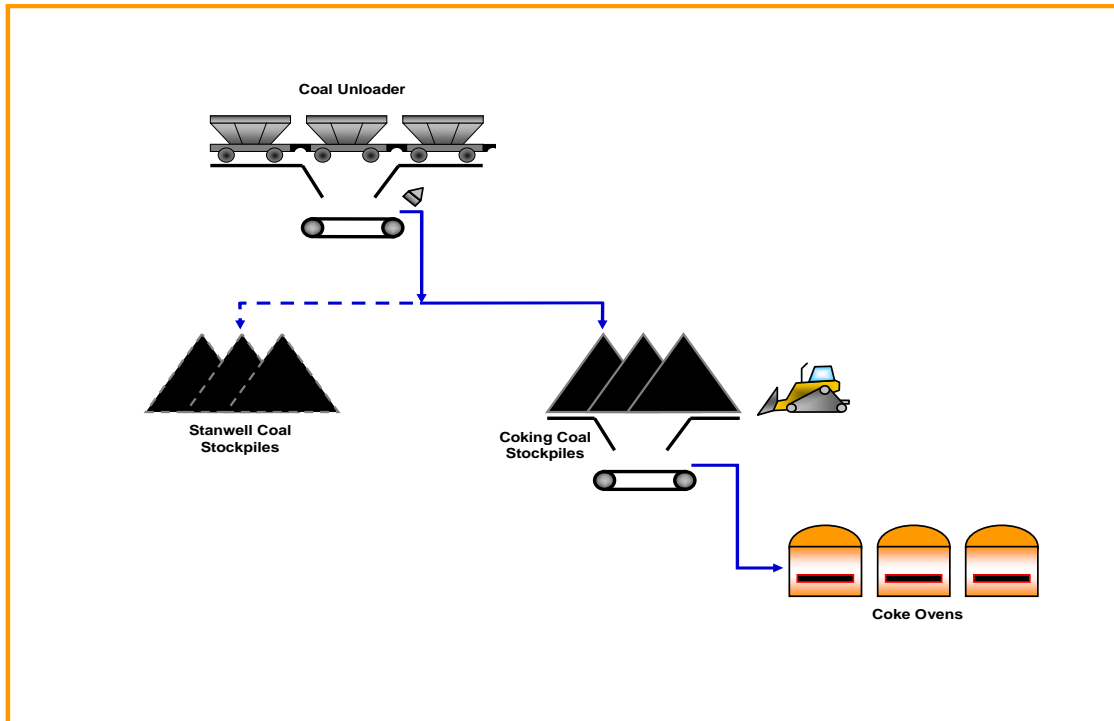 Coal Unloader
Stanwell Coal
Stockpiles
Coking Coal
Stockpiles
Coke Ovens